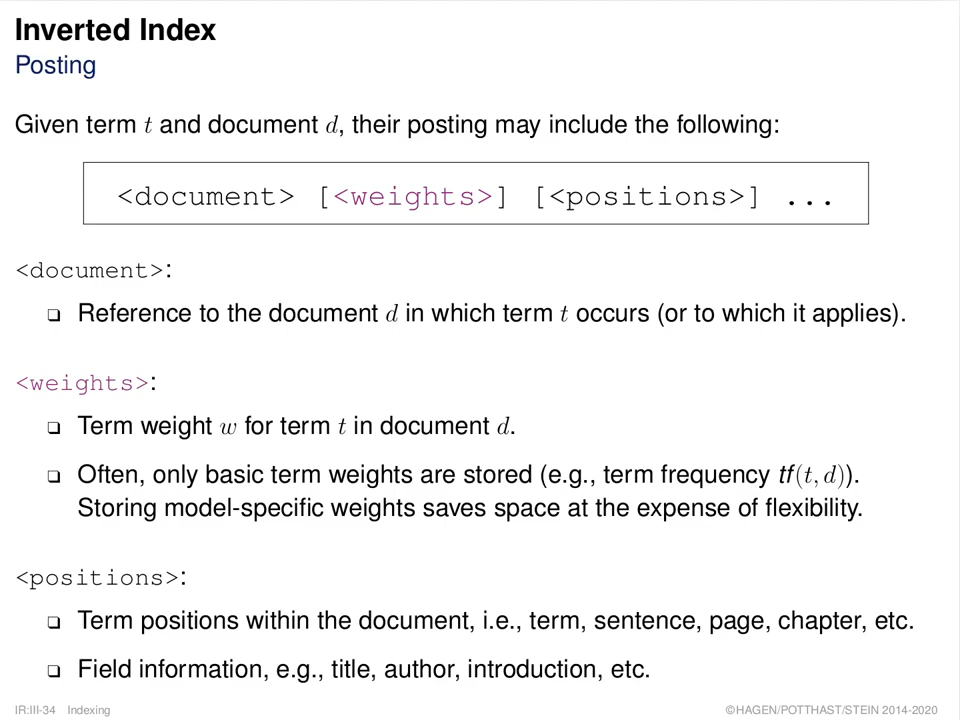 Inverted Index
Posting
Given term t and document d, their posting may include the following:
<document> [<weights>] [<positions>] ...
<document>:
❑ Reference to the document d in which term t occurs (or to which it applies).
<weights>:
❑ Term weight w for term t in document d.
❑ Often, only basic term weights are stored (e.g., term frequency tf(t, d)).
Storing model-specific weights saves space at the expense of flexibility.
<positions>:
❑ Term positions within the document, i.e., term, sentence, page, chapter, etc.
❑ Field information, e.g., title, author, introduction, etc.
IR:III-34 Indexing ©HAGEN/POTTHAST/STEIN 2014-2020